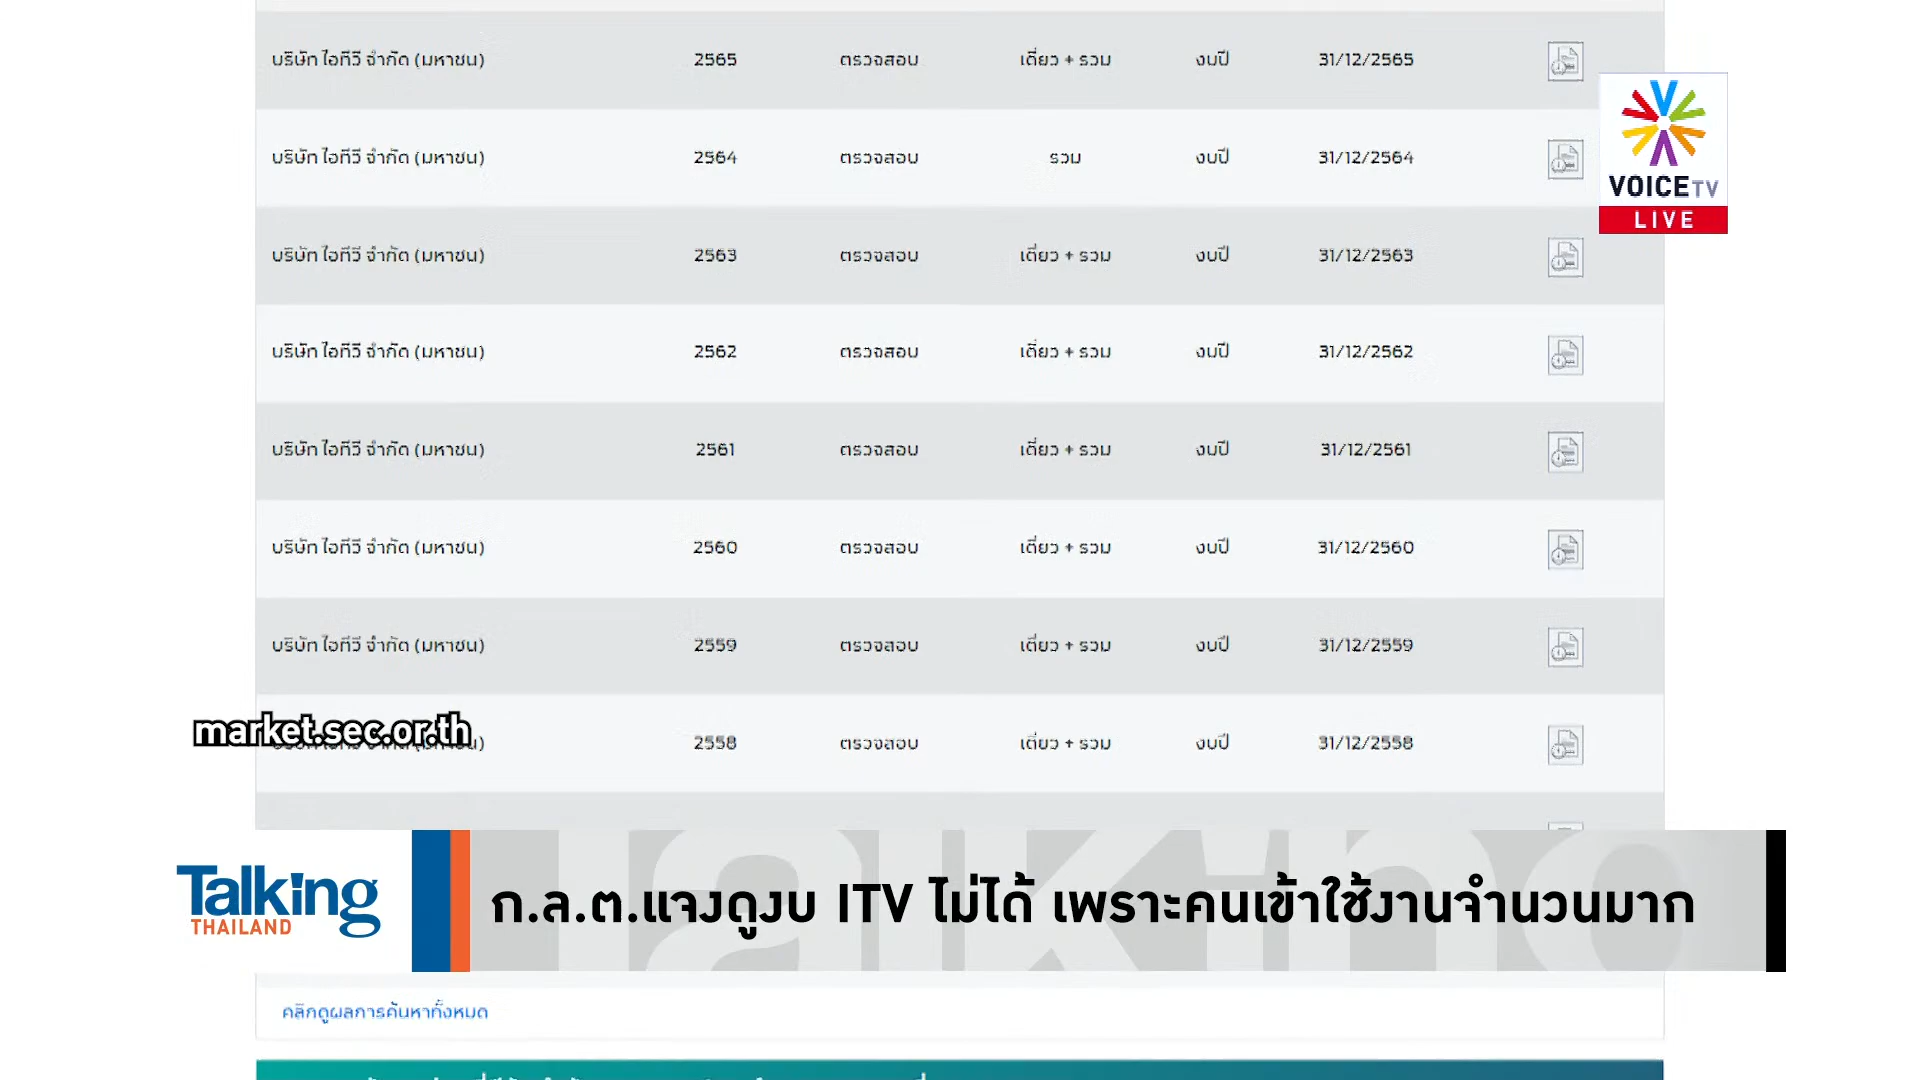 บริษัท ไอทีวี จำกัด (มหาชน) 2565 ตรวจสอบ เดี่ยว + รวม งบปี 31/12/2565
บริษัท ไอทีวี จำกัด (มหาชน) 2564 ตรวจสอบ รวม งบปี 31/12/2564
VOICE TV
LIVE
บริษัท ไอทีวี จำกัด (มหาชน) 2563 ตรวจสอบ เดี่ยว + รวม งบปี 31/12/2563
บริษัท ไอทีวี จำกัด (มหาชน) 2562 ตรวจสอบ เดี่ยว + รวม งบปี 31/12/2562
บริษัท ไอทีวี จำกัด (มหาชน) 2561 ตรวจสอบ เดี่ยว + รวม งบปี 31/12/2561
บริษัท ไอทีวี จำกัด (มหาชน) 2560 ตรวจสอบ เดี่ยว + รวม งบปี 31/12/2560
บริษัท ไอทีวี จำกัด (มหาชน) 2559 ตรวจสอบ เดี่ยว + รวม งบปี 31/12/2559
market.sec.or.th
2558 ตรวจสอบ เดี่ยว + รวม งบปี 31/12/2558
Talking
THAILAND
ก.ล.ต.แจงดูงบ ITV ไม่ได้ เพราะคนเข้าใช้งานจำนวนมาก
คลิกดูผลการค้นหาทั้งหมด